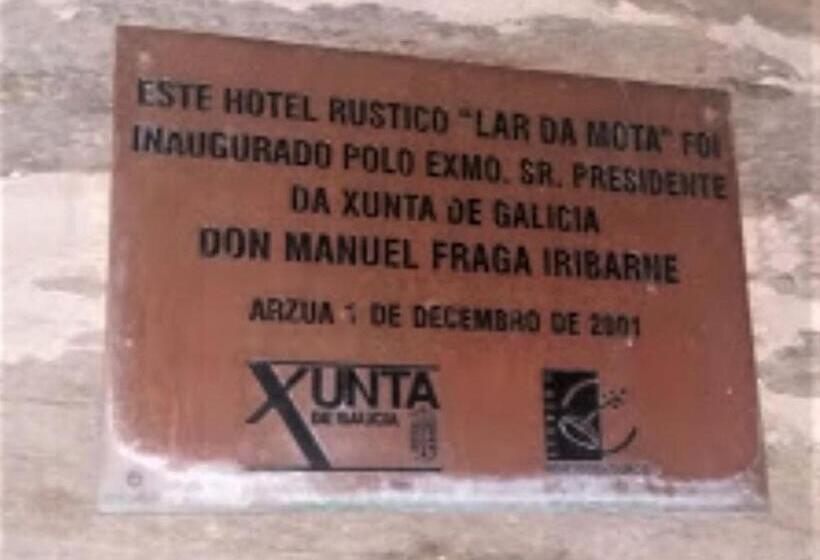 ESTE HOTEL RUSTICO "LAR DA MOTA" FOI
INAUGURADO POLO EXMO. SR. PRESIDENTE
DA XUNTA DE GALICIA
DON MANUEL FRAGA IRIBARNE
ARZUA 1 DE DECEMBRO DE 2001
XUNTA
DE GALICIA